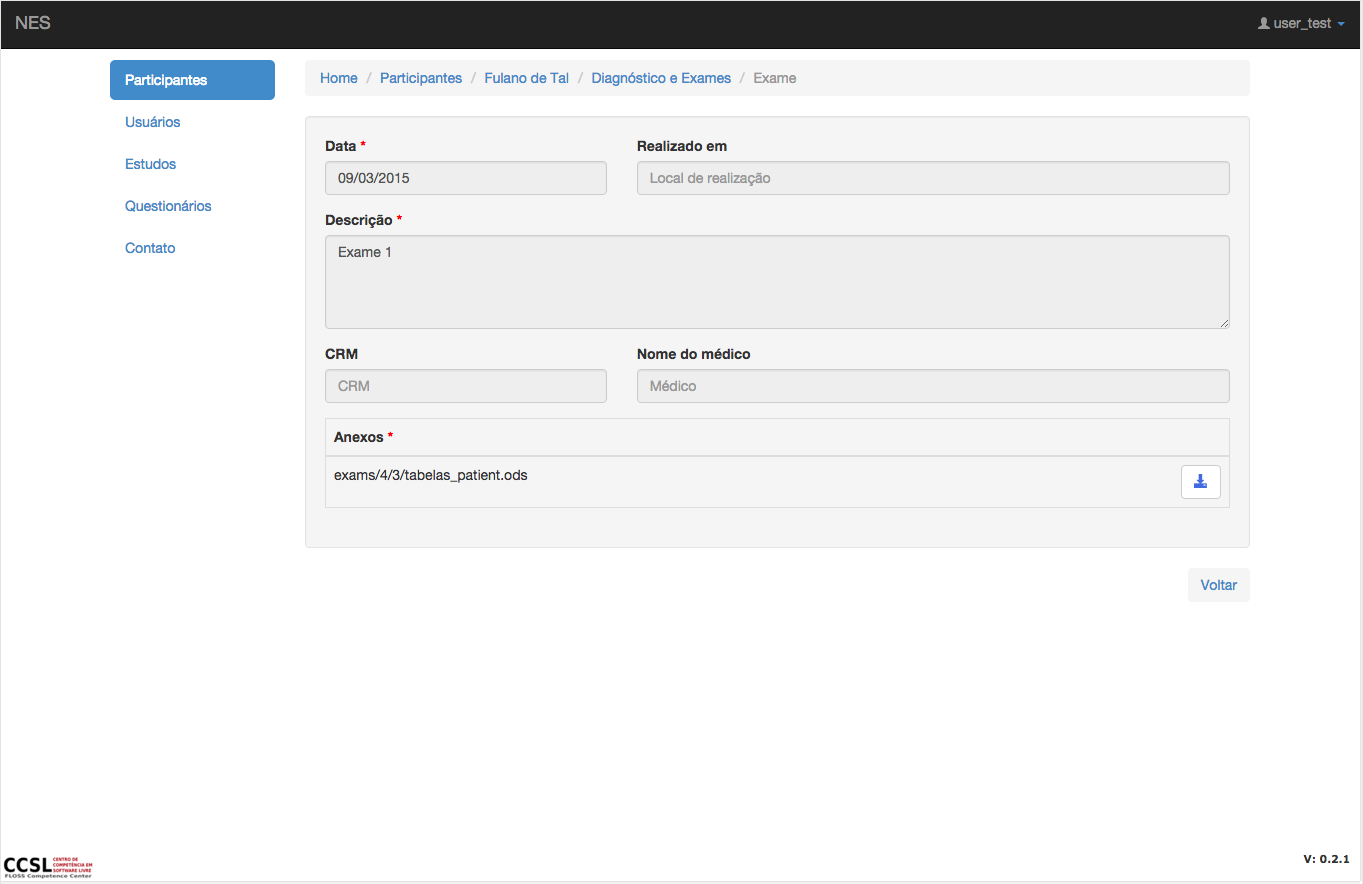 NES
user_test
Participantes
Usuários
Estudos
Questionários
Contato
Home / Participantes / Fulano de Tal / Diagnóstico e Exames / Exame
Data *
Realizado em
09/03/2015
Local de realização
Descrição *
Exame 1
CRM
Nome do médico
CRM
Médico
Anexos *
exams/4/3/tabelas_patient.ods
Voltar
CCSL
CENTRO DE
COMPETÊNCIA EM
SOFTWARE LIVRE
FLOSS Competence Center
V: 0.2.1